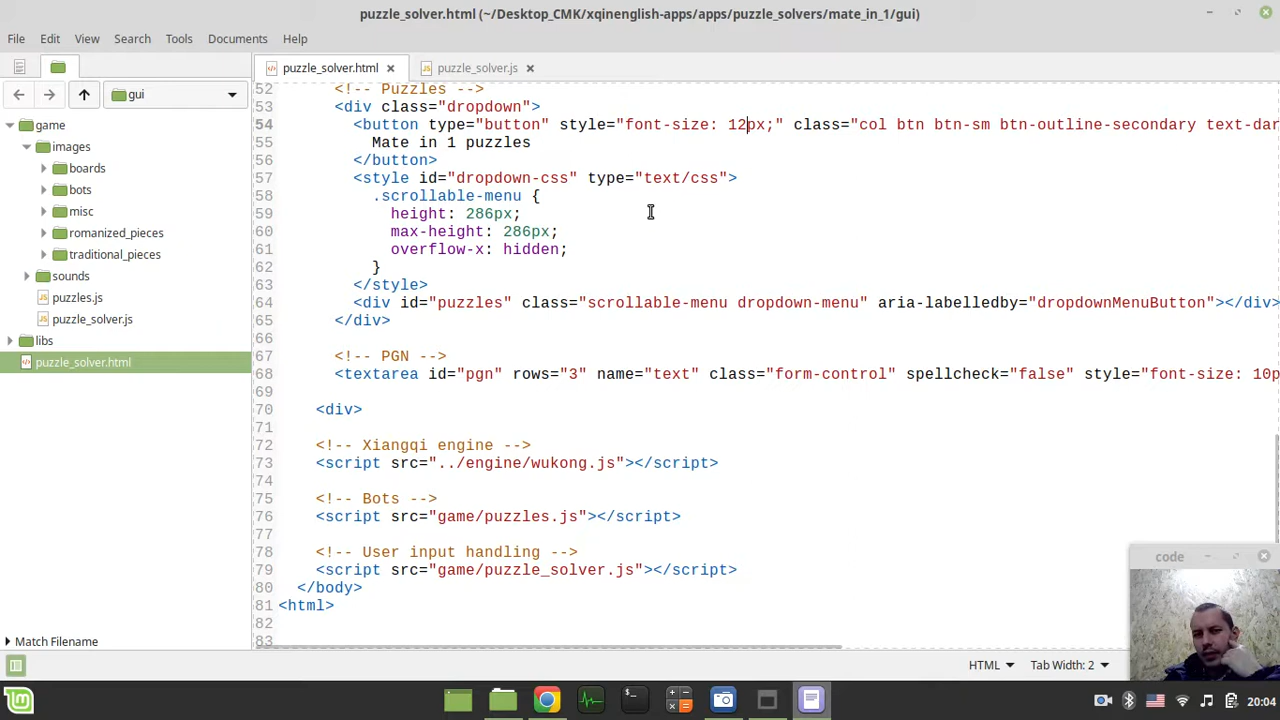 puzzle_solver.html (~/Desktop_CMK/xqinenglish-apps/apps/puzzle_solvers/mate_in_1/gui)
File Edit View Search Tools Documents Help
puzzle_solver.html × puzzle_solver.js ×
gui
game
images
boards
bots
misc
romanized_pieces
traditional_pieces
sounds
puzzles.js
puzzle_solver.js
libs
puzzle_solver.html
Match Filename
52 <!-- Puzzles -->
53 <div class="dropdown">
54 <button type="button" style="font-size: 12px;" class="col btn btn-sm btn-outline-secondary text-dar
55 Mate in 1 puzzles
56 </button>
57 <style id="dropdown-css" type="text/css">
58 .scrollable-menu {
59 height: 286px;
60 max-height: 286px;
61 overflow-x: hidden;
62 }
63 </style>
64 <div id="puzzles" class="scrollable-menu dropdown-menu" aria-labelledby="dropdownMenuButton"></div>
65 </div>
66
67 <!-- PGN -->
68 <textarea id="pgn" rows="3" name="text" class="form-control" spellcheck="false" style="font-size: 10p
69
70 <div>
71
72 <!-- Xiangqi engine -->
73 <script src="../engine/wukong.js"></script>
74
75 <!-- Bots -->
76 <script src="game/puzzles.js"></script>
77
78 <!-- User input handling -->
79 <script src="game/puzzle_solver.js"></script>
80 </body>
81 <html>
82
83
code
HTML Tab Width: 2
20:04